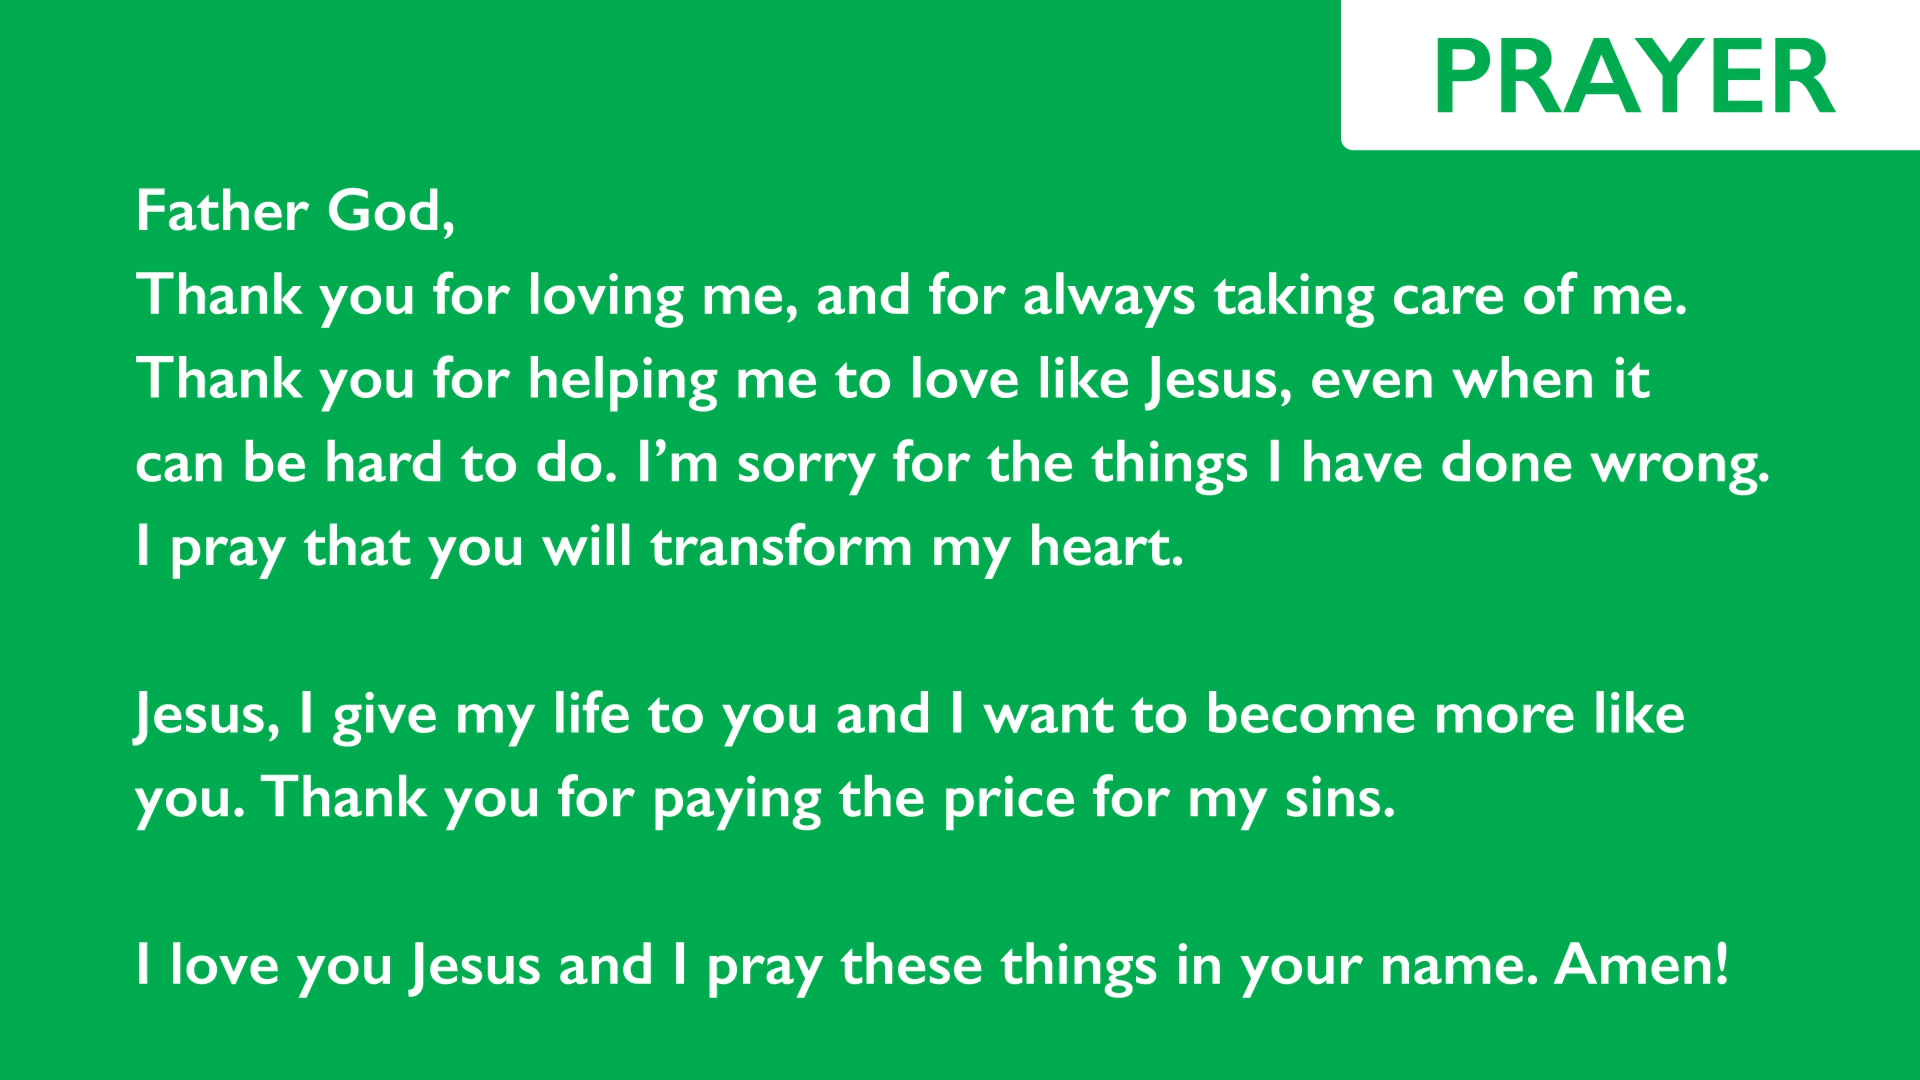 PRAYER
Father God,
Thank you for loving me, and for always taking care of me.
Thank you for helping me to love like Jesus, even when it
can be hard to do. I’m sorry for the things I have done wrong.
I pray that you will transform my heart.
Jesus, I give my life to you and I want to become more like
you. Thank you for paying the price for my sins.
I love you Jesus and I pray these things in your name. Amen!